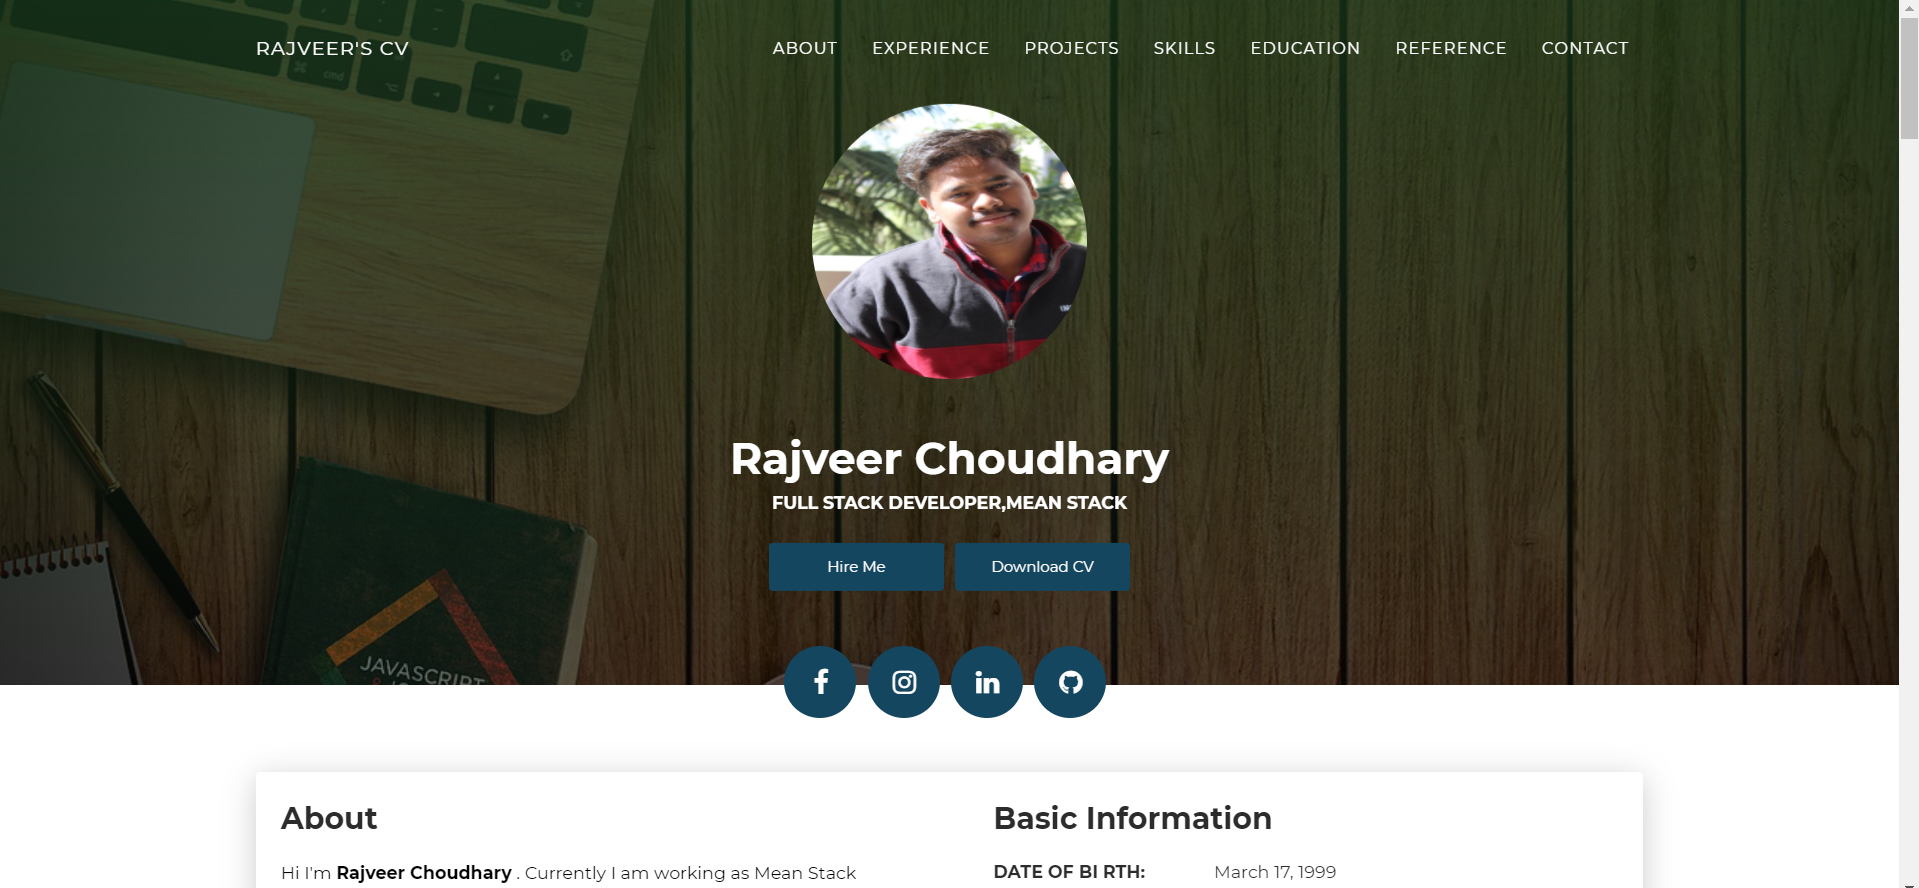 RAJVEER'S CV
ABOUT EXPERIENCE PROJECTS SKILLS EDUCATION REFERENCE CONTACT
cmd
Rajveer Choudhary
FULL STACK DEVELOPER,MEAN STACK
Hire Me
Download CV
JAVASCRIPT
About
Hi I'm Rajveer Choudhary . Currently I am working as Mean Stack
Basic Information
DATE OF BI RTH: March 17, 1999